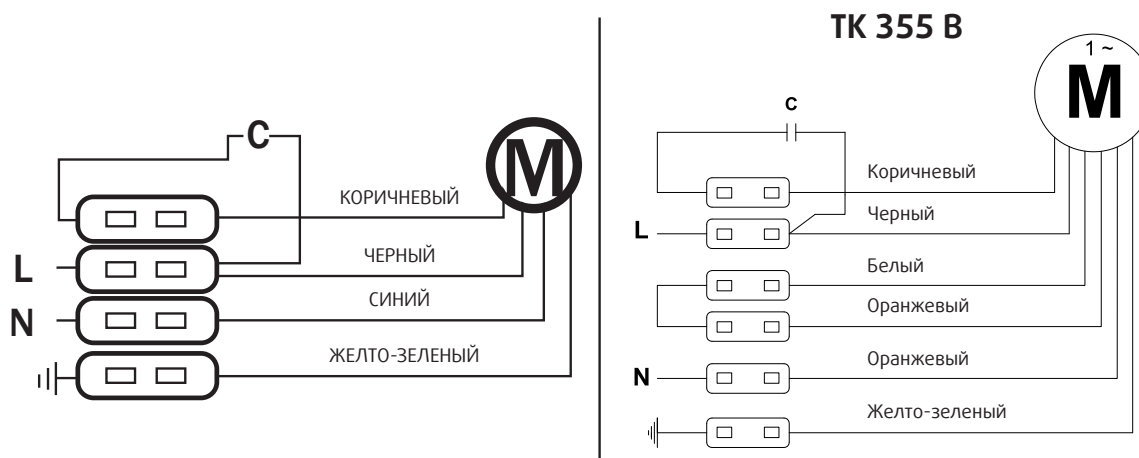 C
M
КОРИЧНЕВЫЙ
L
ЧЕРНЫЙ
N
СИНИЙ
ЖЕЛТО-ЗЕЛЕНЫЙ
TK 355 B
1 ~
M
C
Коричневый
L
Черный
Белый
Оранжевый
N
Оранжевый
Желто-зеленый